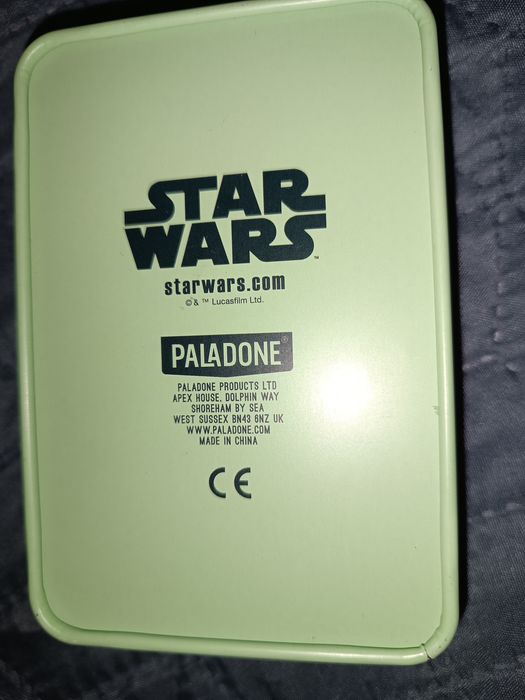 STAR
WARS™
starwars.com
© & ™ Lucasfilm Ltd.
PALADONE®
PALADONE PRODUCTS LTD
APEX HOUSE, DOLPHIN WAY
SHOREHAM BY SEA
WEST SUSSEX BN43 6NZ UK
WWW.PALADONE.COM
MADE IN CHINA
CE